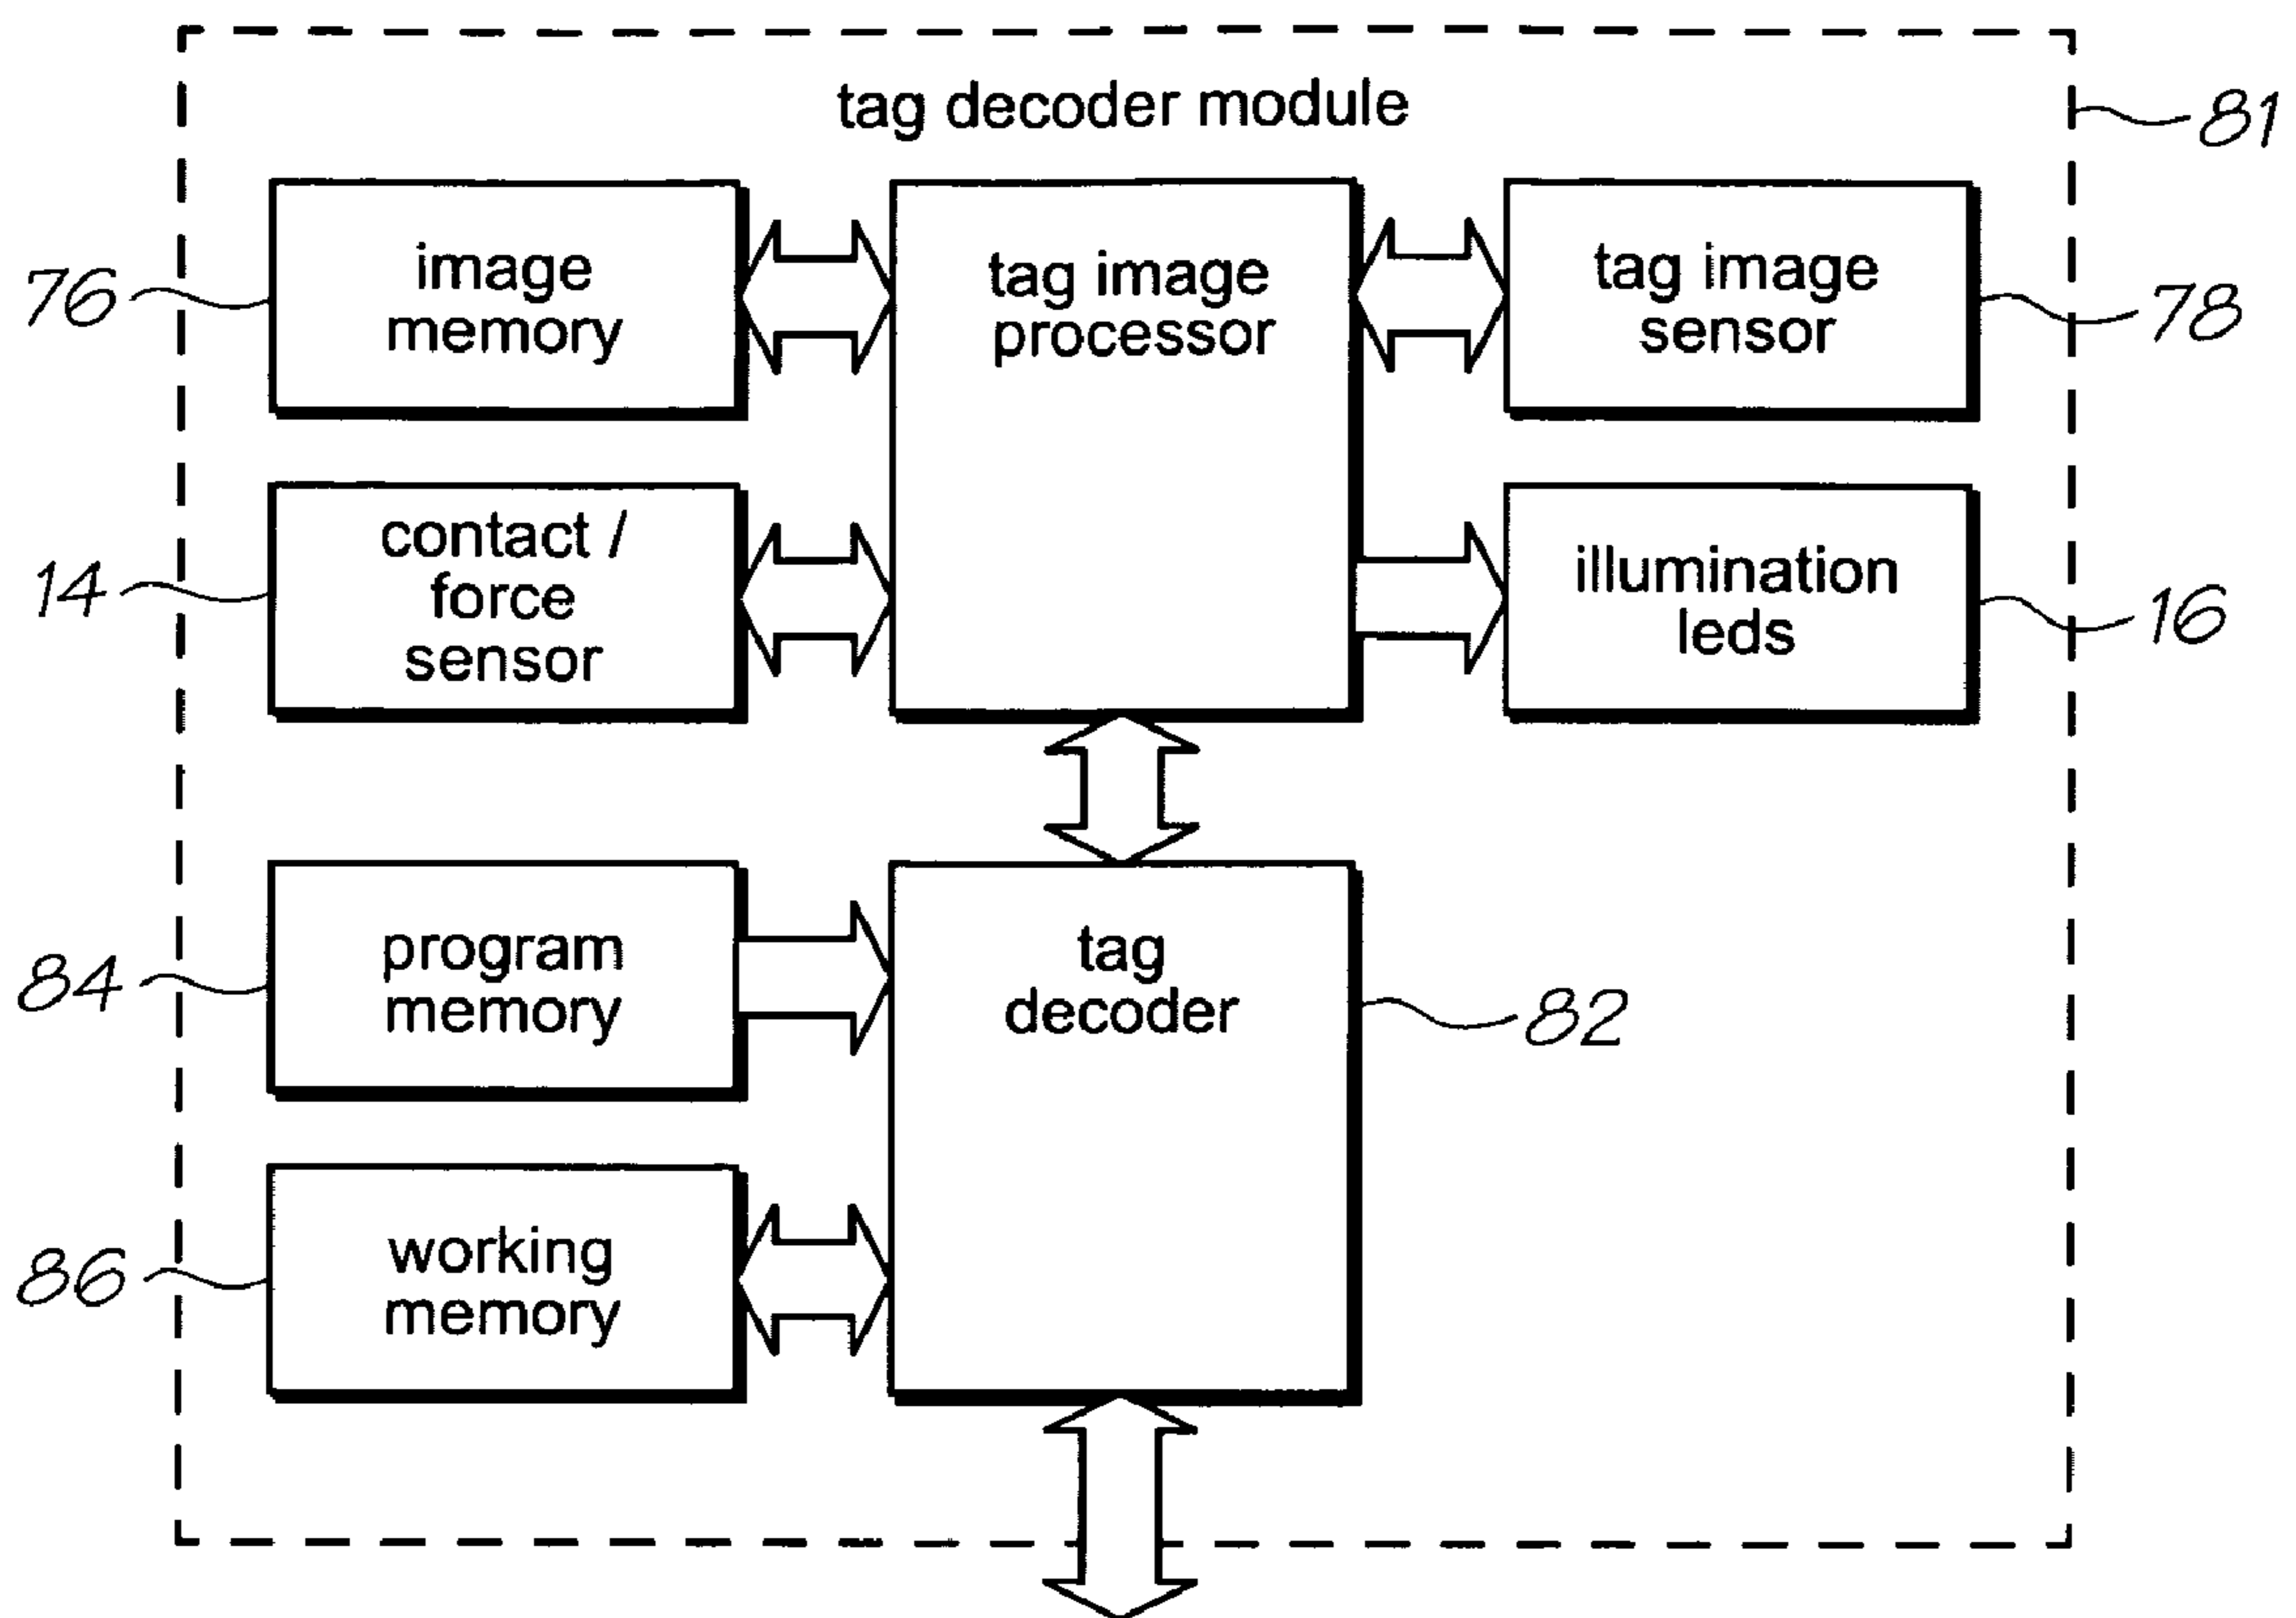 tag decoder module
81
76
image
memory
tag image
processor
tag image
sensor
78
14
contact /
force
sensor
illumination
leds
16
84
program
memory
tag
decoder
82
86
working
memory